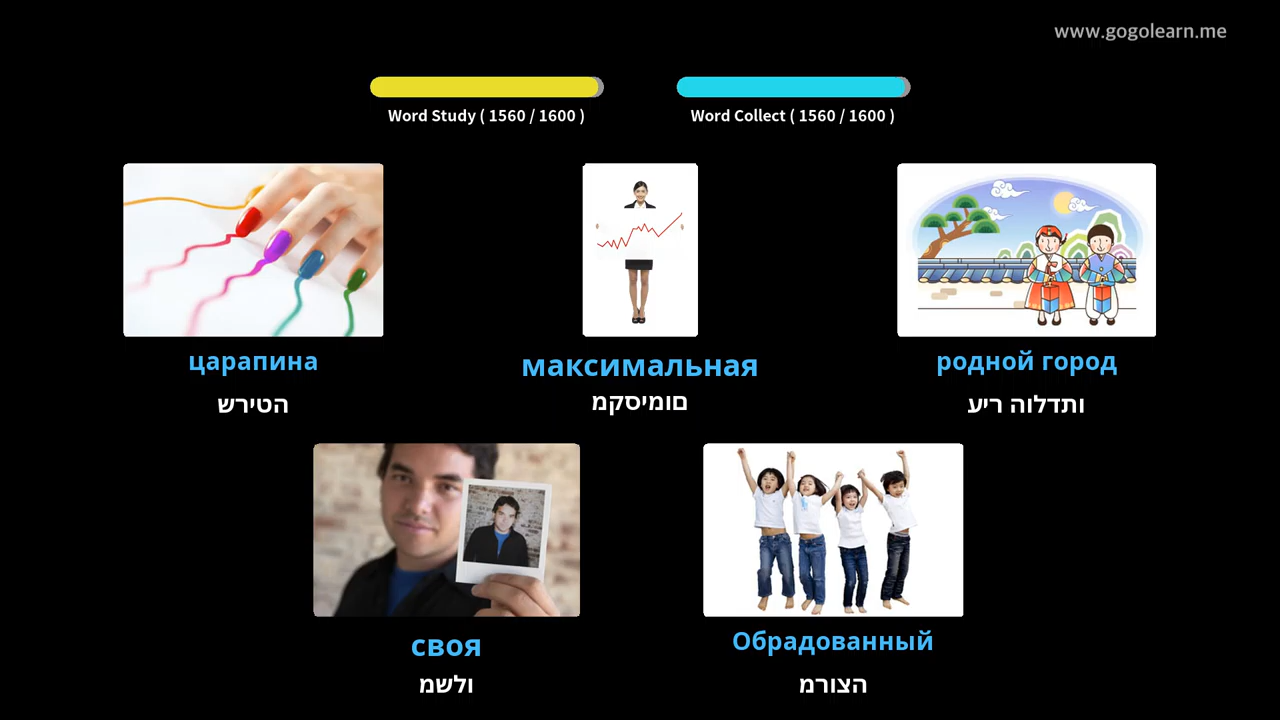 www.gogolearn.me
Word Study ( 1560 / 1600 )
Word Collect ( 1560 / 1600 )
царапина
הטירש
максимальная
םומיסקמ
родной город
ותדלוה ריע
своя
ולשמ
Обрадованный
הצורמ